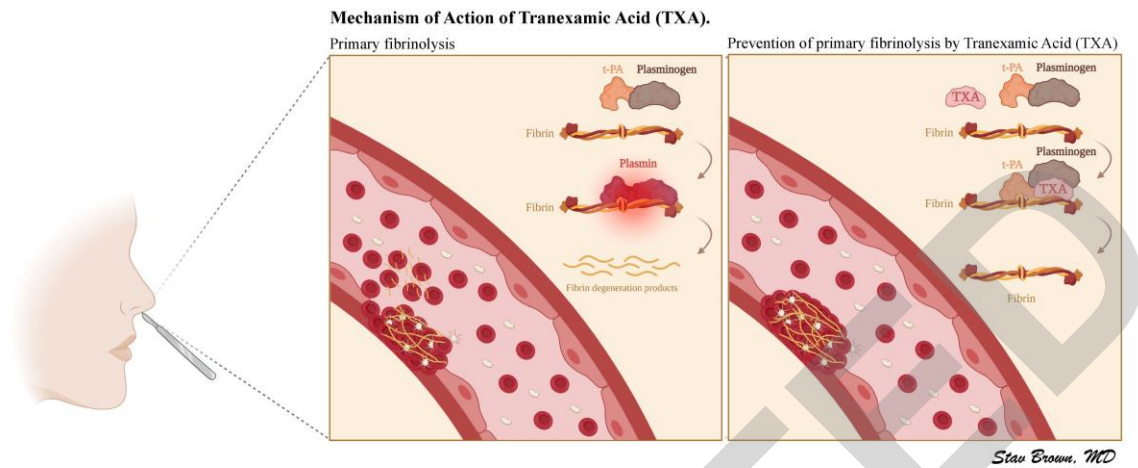 Mechanism of Action of Tranexamic Acid (TXA).
Primary fibrinolysis
t-PA
Plasminogen
Fibrin
Plasmin
Fibrin
Fibrin degeneration products
Prevention of primary fibrinolysis by Tranexamic Acid (TXA)
t-PA
Plasminogen
TXA
Fibrin
Plasminogen
t-PA
TXA
Fibrin
Fibrin
Stav Brown, MD